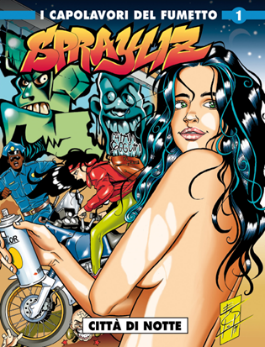 I CAPOLAVORI DEL FUMETTO 1
SPRAYLIZ
CITTÀ DI NOTTE